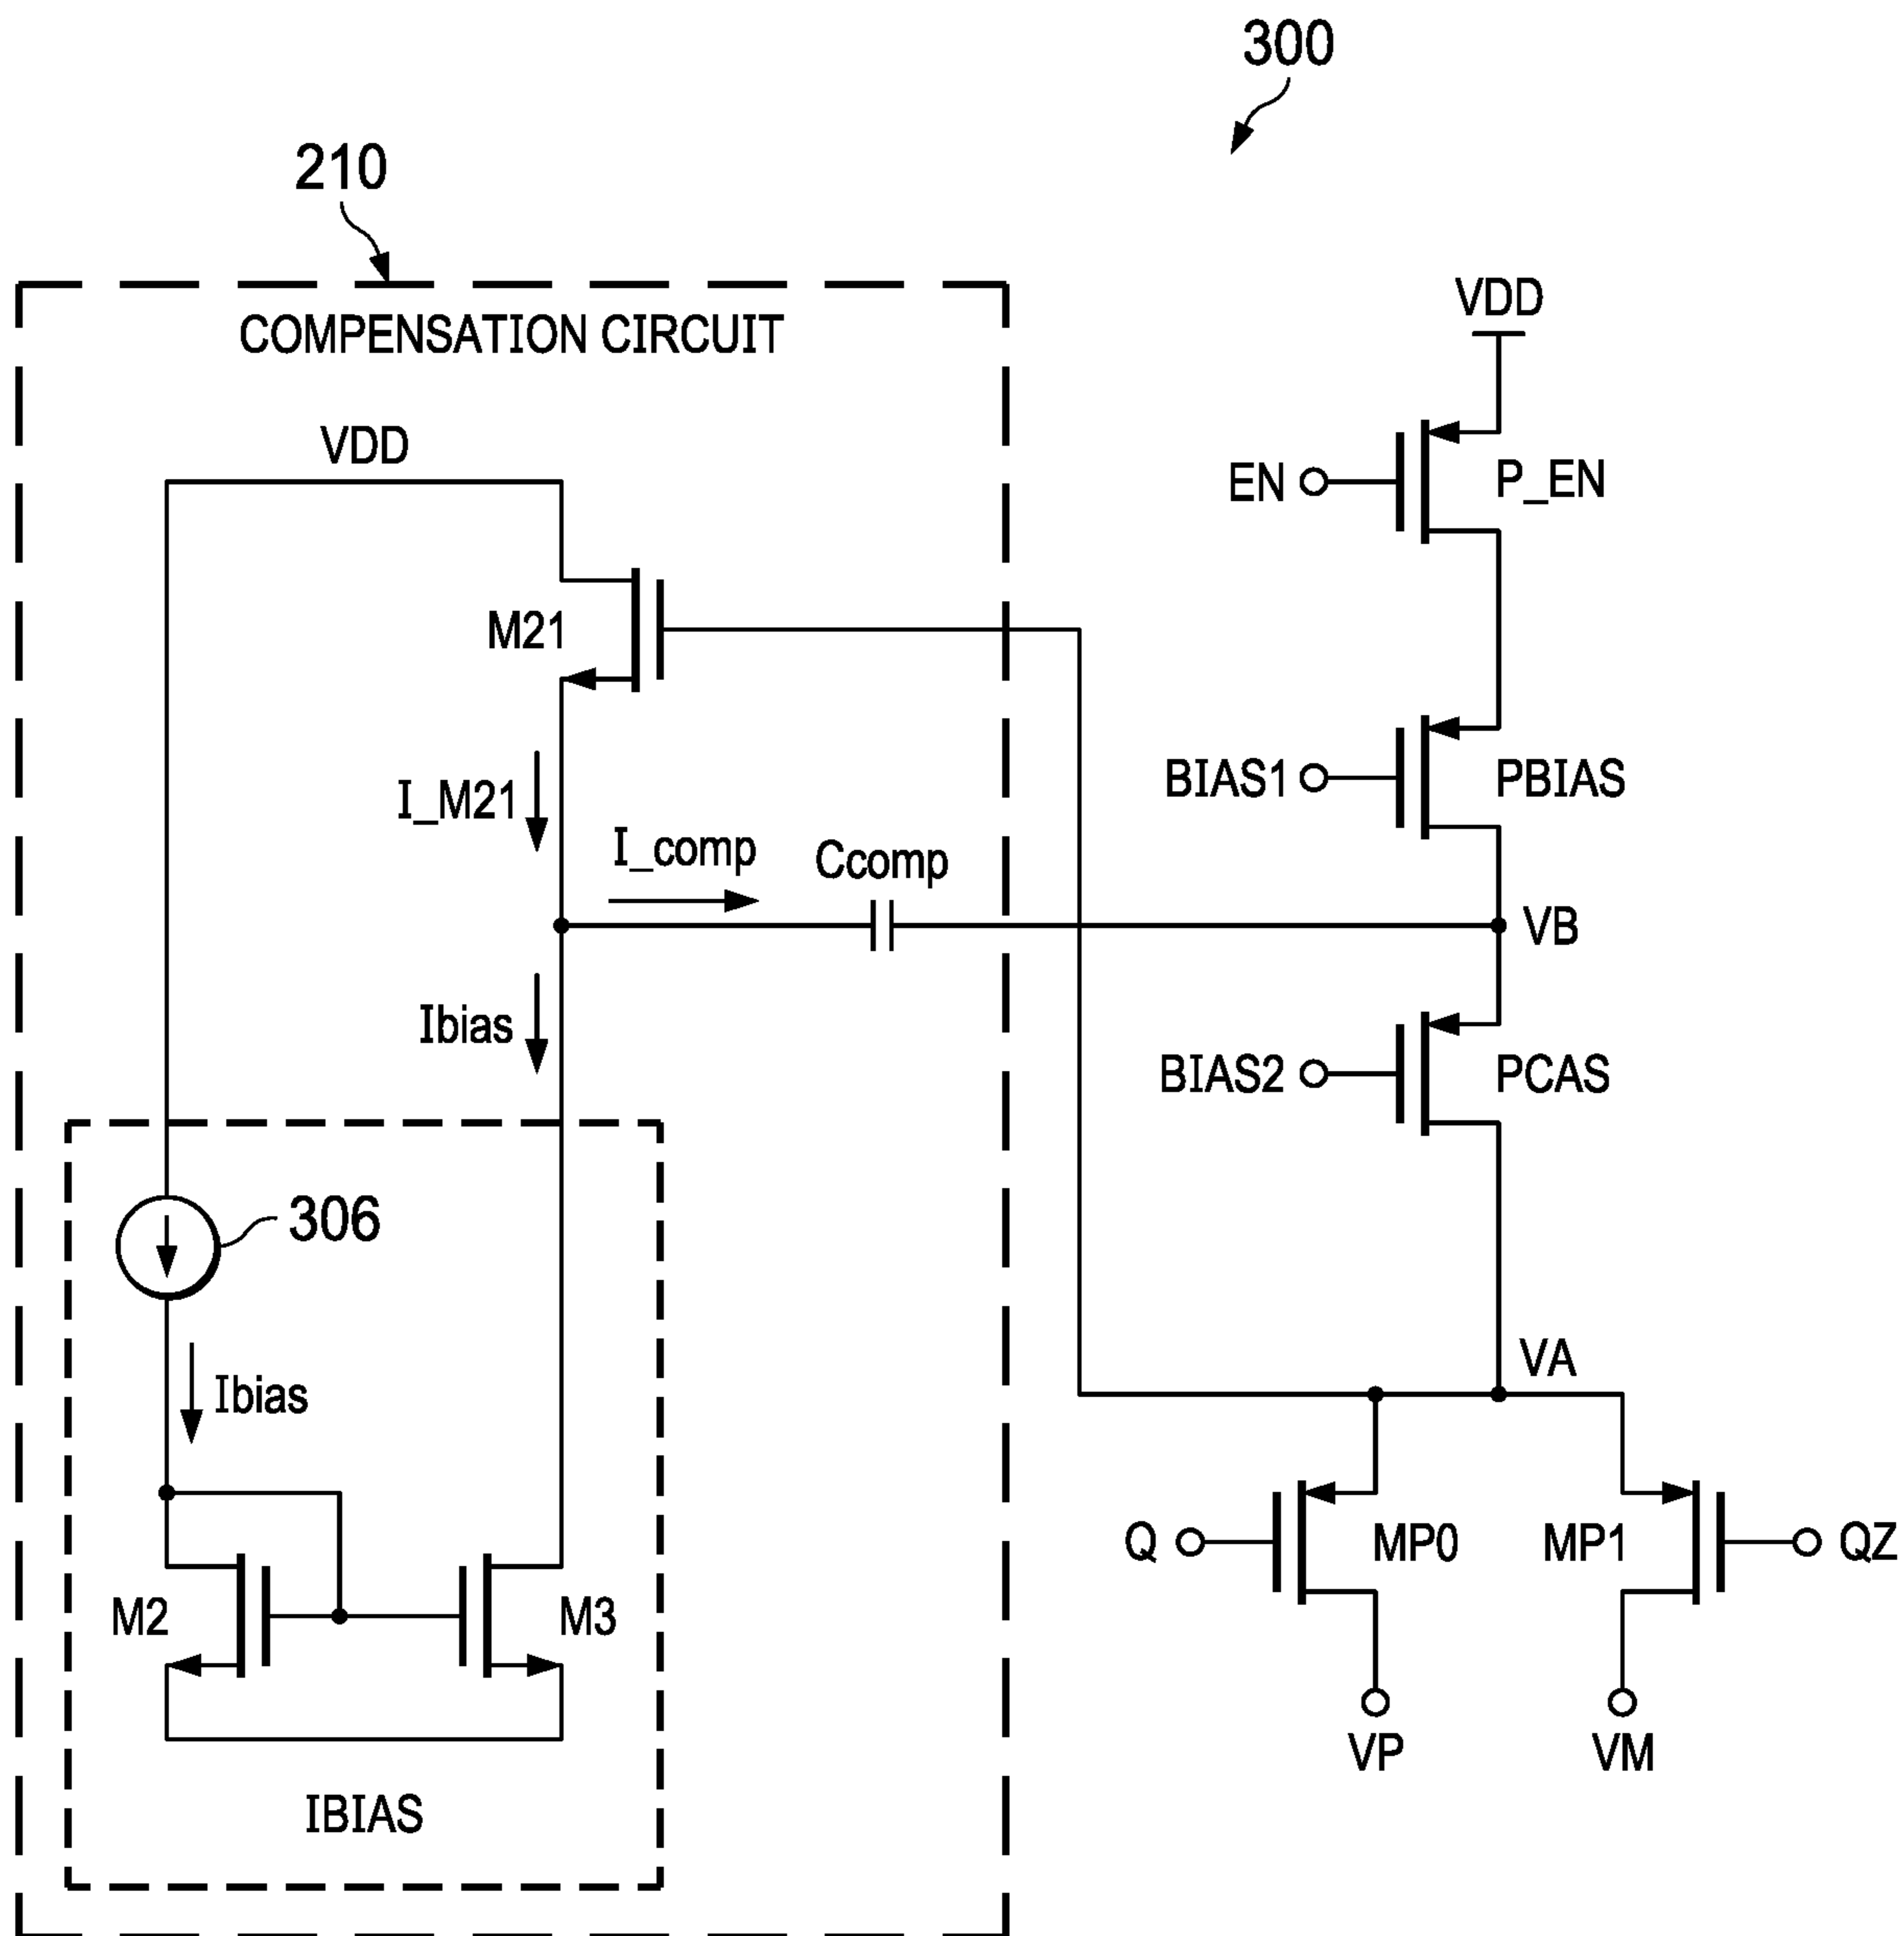 300
210
COMPENSATION CIRCUIT
VDD
VDD
EN
P_EN
M21
I_M21
BIAS1
PBIAS
I_comp
Ccomp
VB
Ibias
BIAS2
PCAS
306
VA
Ibias
Q
MP0
MP1
QZ
M2
M3
VP
VM
IBIAS